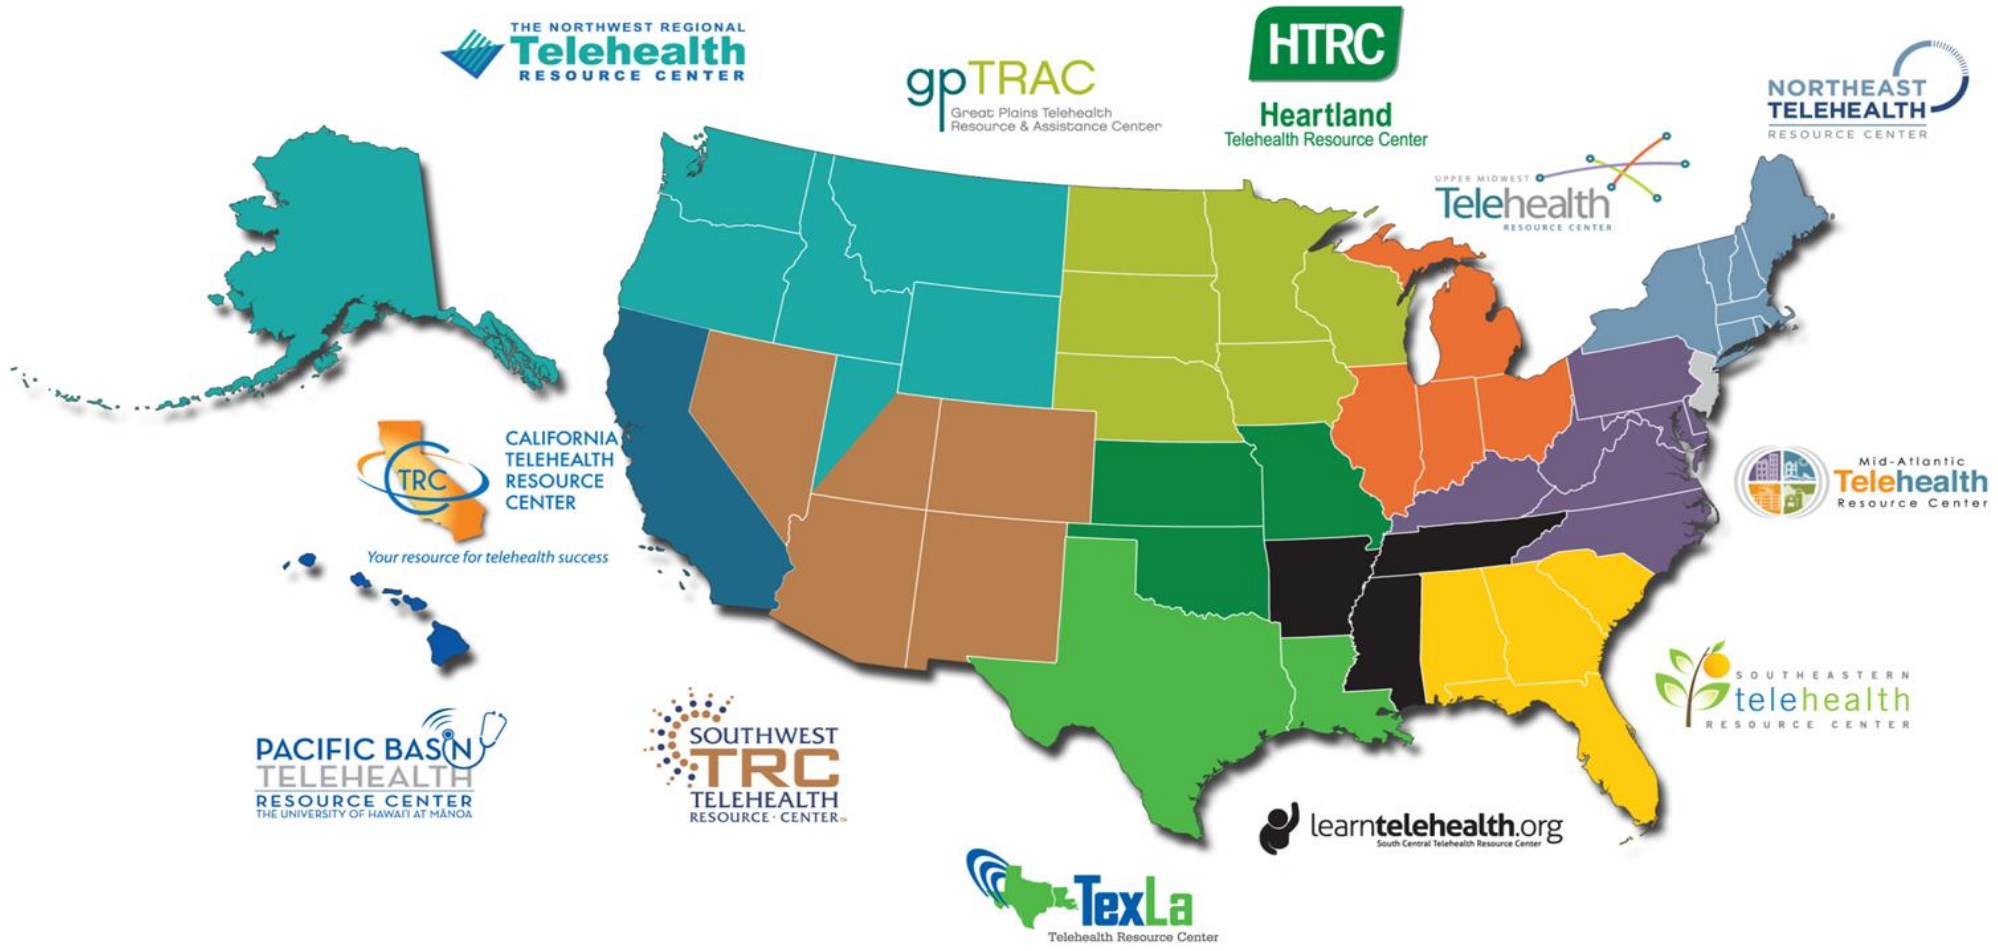 THE NORTHWEST REGIONAL
Telehealth
RESOURCE CENTER
gpTRAC
Great Plains Telehealth
Resource & Assistance Center
HTRC
Heartland
Telehealth Resource Center
NORTHEAST
TELEHEALTH
RESOURCE CENTER
UPPER MIDWEST
Telehealth
RESOURCE CENTER
TRC
CALIFORNIA
TELEHEALTH
RESOURCE
CENTER
Your resource for telehealth success
Mid-Atlantic
Telehealth
Resource Center
SOUTHEASTERN
telehealth
RESOURCE CENTER
PACIFIC BASIN
TELEHEALTH
RESOURCE CENTER
THE UNIVERSITY OF HAWAI'I AT MĀNOA
SOUTHWEST
TRC
TELEHEALTH
RESOURCE · CENTER™
learntelehealth.org
South Central Telehealth Resource Center
TexLa
Telehealth Resource Center